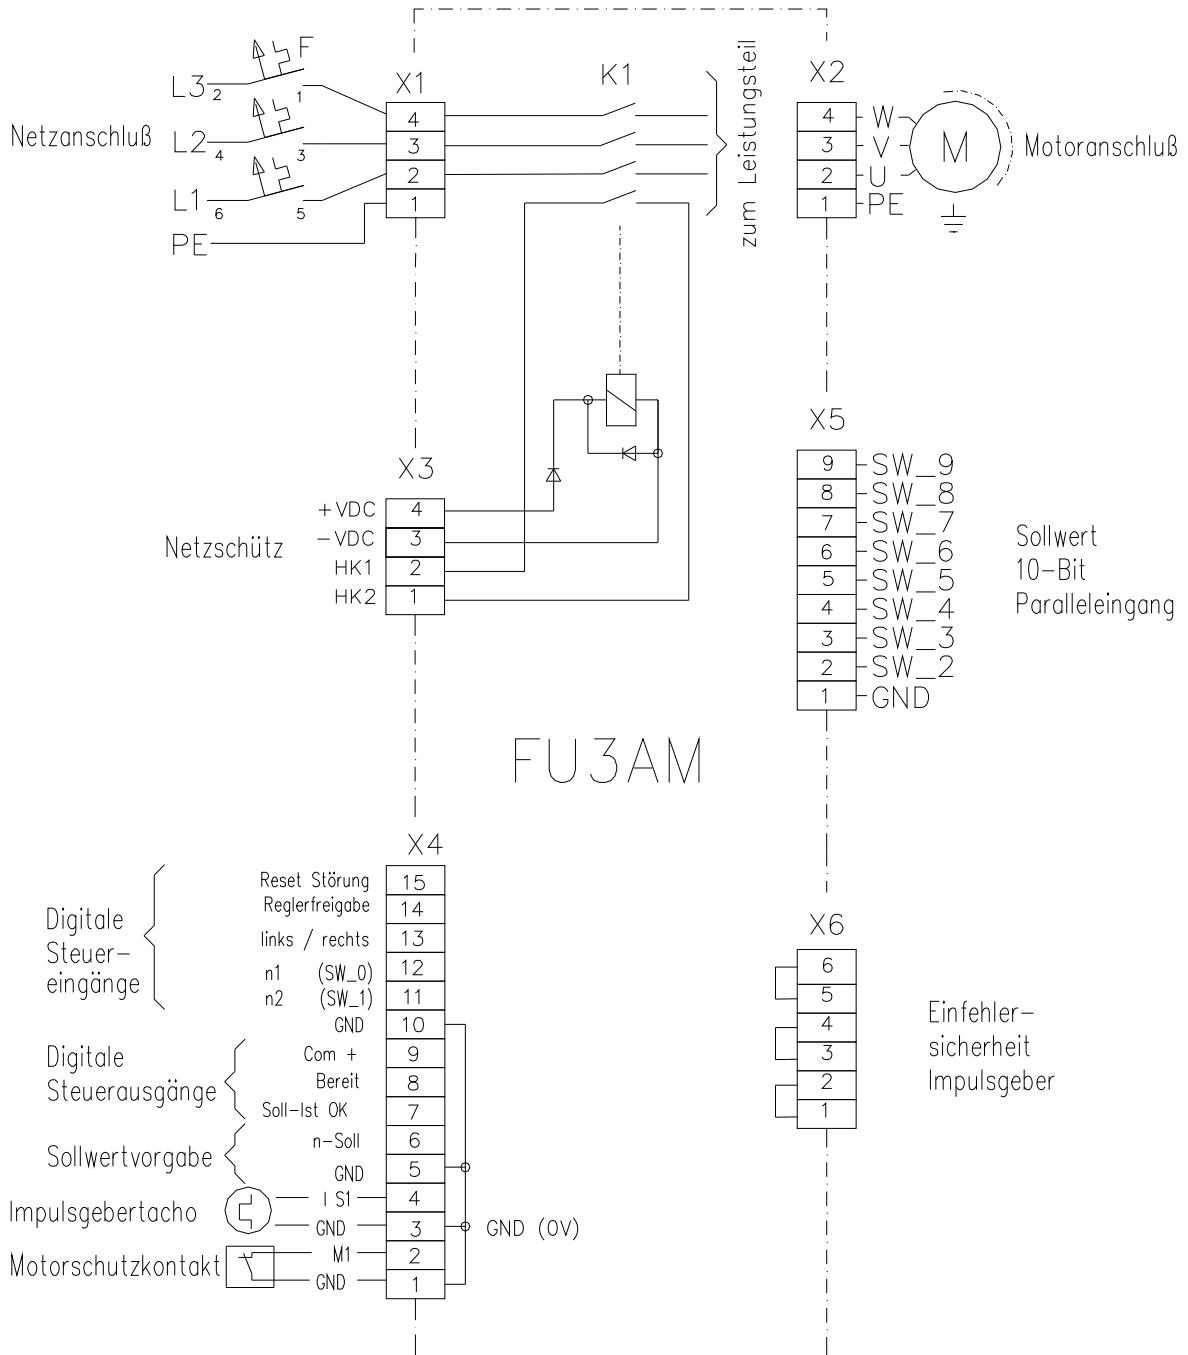 F
X1
K1
zum Leistungsteil
X2
L3 2 1
4
4 W
Netzanschluß
L2 4 3
3
3 V
M
Motoranschluß
L1 6 5
2
2 U
1
1 PE
PE
X3
+VDC 4
-VDC 3
Netzschütz
HK1 2
HK2 1
X5
9 SW_9
8 SW_8
7 SW_7
6 SW_6
5 SW_5
4 SW_4
3 SW_3
2 SW_2
1 GND
Sollwert
10-Bit
Paralleleingang
FU3AM
X4
Digitale
Steuer-
eingänge
Reset Störung 15
Reglerfreigabe 14
links / rechts 13
n1 (SW_0) 12
n2 (SW_1) 11
GND 10
Digitale
Steuerausgänge
Com + 9
Bereit 8
Soll-Ist OK 7
Sollwertvorgabe
n-Soll 6
GND 5
Impulsgebertacho
I S1 4
GND 3
GND (0V)
Motorschutzkontakt
M1 2
GND 1
X6
6
5
4
3
2
1
Einfehler-
sicherheit
Impulsgeber